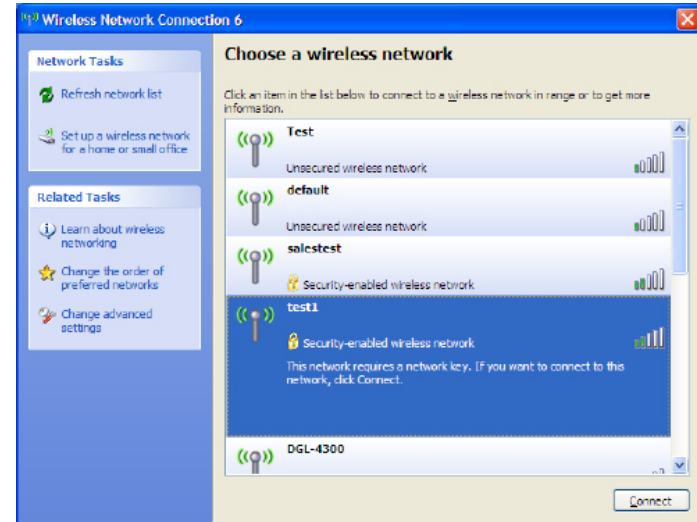 Wireless Network Connection 6
Network Tasks
Refresh network list
Set up a wireless network
for a home or small office
Related Tasks
Learn about wireless
networking
Change the order of
preferred networks
Change advanced
settings
Choose a wireless network
Click an item in the list below to connect to a wireless network in range or to get more
information.
Test
Unsecured wireless network
default
Unsecured wireless network
salestest
Security-enabled wireless network
test1
Security-enabled wireless network
This network requires a network key. If you want to connect to this
network, click Connect.
DGL-4300
Connect